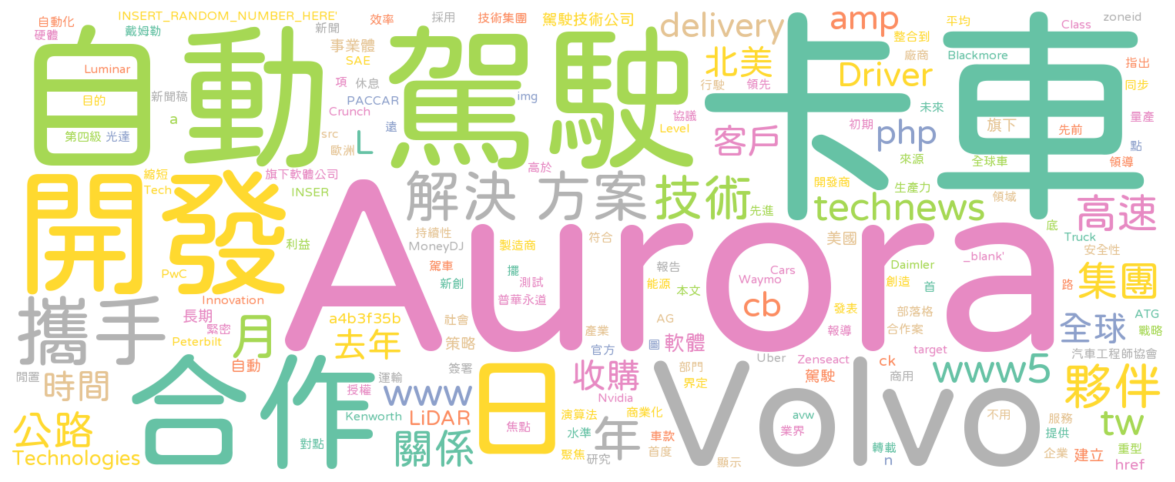 自動化 INSERT_RANDOM_NUMBER_HERE' 新聞 效率 採用 技術集團 駕駛技術公司 amp 平均 Class zoneid
硬體 戴姆勒 事業體 delivery 整合到
自動 駕駛 卡車
SAE 北美 廠商 Blackmore 指出
Luminar 項 休息 Driver 行駛 領先 同步
目的 新聞稿 PACCAR img 協議 初期 未來 量產
第四級 光達 a Crunch 遠 Level 客戶 php 旗下 先前 點
src L 歐洲 來源 全球車 領導
縮短 旗下軟體公司 高於 開發商 生產力
Tech INSER 解決 方案 技術 先進 technews 領域 高速
開發 Aurora
利益 持續性 符合 美國 底 Truck
MoneyDJ 製造商 _blank' 安全性
PwC 駕車 擺 報告 Cars Daimler 路 集團
新創 測試 能源 本文 Waymo 創造 首
Innovation 普華永道 cb
攜手 長期 a4b3f35b 社會 AG 發表 部落格 全球 ATG
緊密 產業 報導 合作案 戰略
Peterbilt 月 去年 策略 官方 圖 軟體
自動 Uber Zenseact target 汽車工程師協會
閒置 時間 運輸 簽署 收購 部門 駕駛 ck 商用 www5 夥伴
合作 日 年 Volvo
授權 www 界定
Nvidia
公路 Kenworth LiDAR 演算法 商業化 avw 不用 服務 tw
對點 焦點 水準 車款 業界 提供
Technologies 關係 聚焦 首度 轉載 企業 建立 重型
研究 顯示 n href